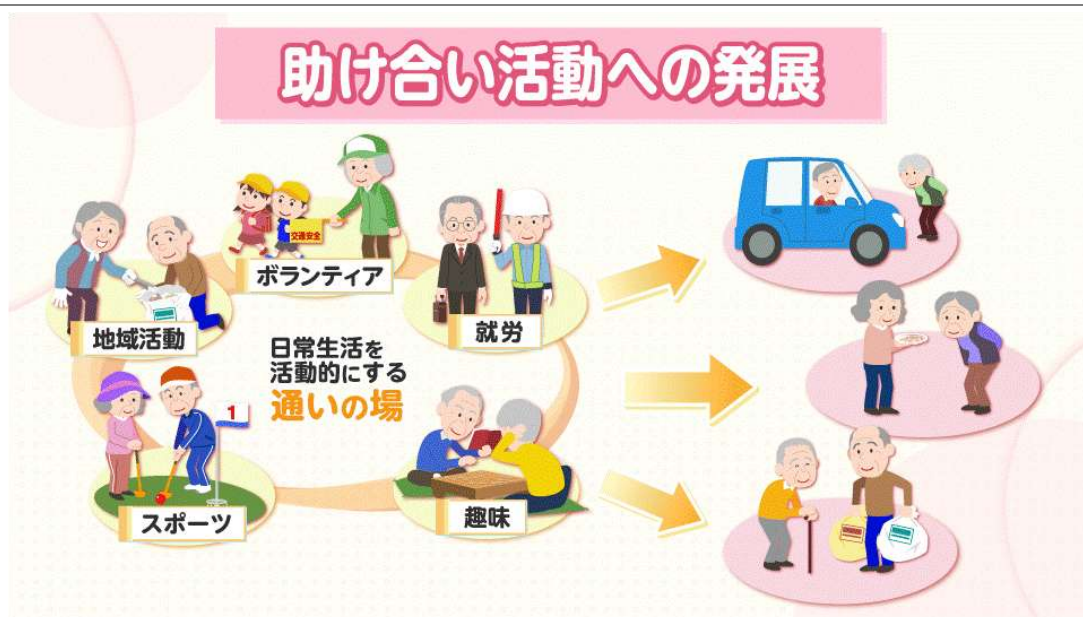 助け合い活動への発展
交通安全
ボランティア
地域活動
就労
日常生活を
活動的にする
通いの場
1
スポーツ
趣味